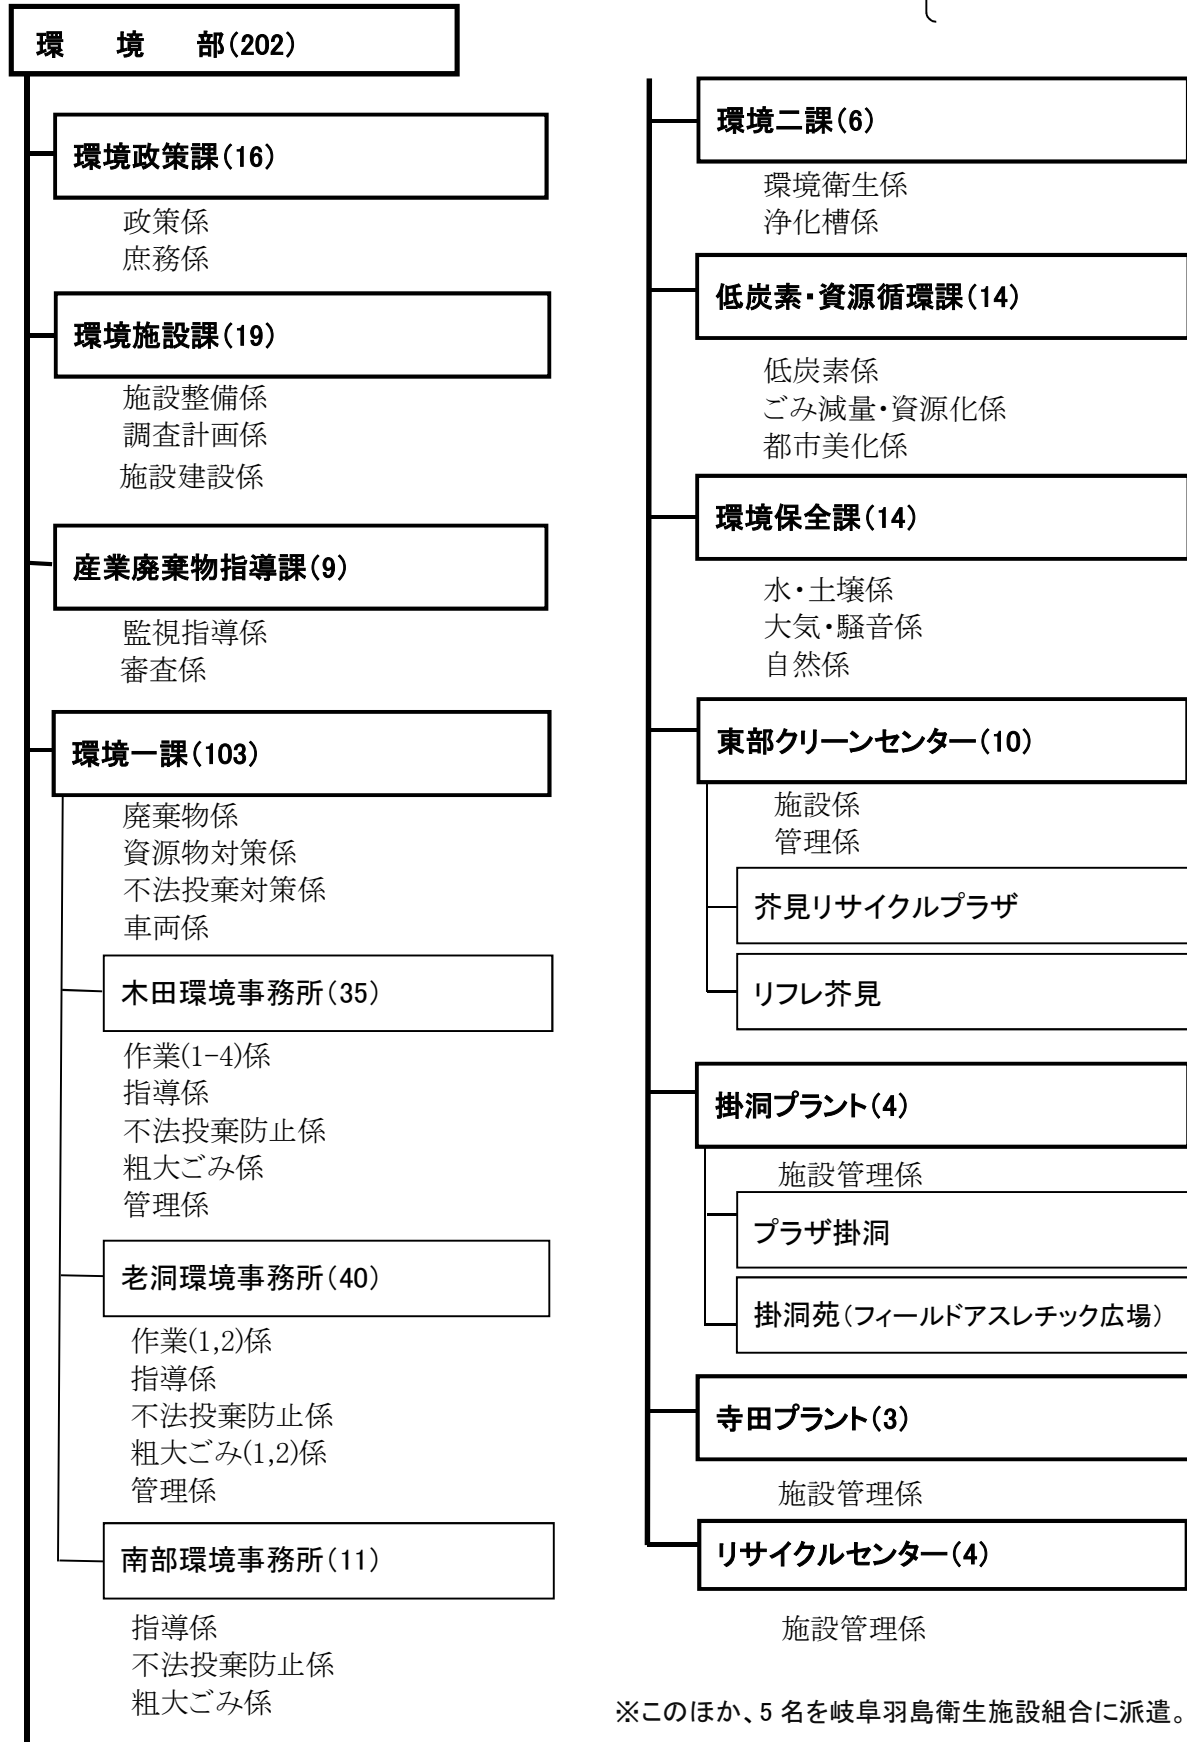 環　境　部(202)
環境政策課(16)
政策係
庶務係
環境施設課(19)
施設整備係
調査計画係
施設建設係
産業廃棄物指導課(9)
監視指導係
審査係
環境一課(103)
廃棄物係
資源物対策係
不法投棄対策係
車両係
木田環境事務所(35)
作業(1-4)係
指導係
不法投棄防止係
粗大ごみ係
管理係
老洞環境事務所(40)
作業(1,2)係
指導係
不法投棄防止係
粗大ごみ(1,2)係
管理係
南部環境事務所(11)
指導係
不法投棄防止係
粗大ごみ係
環境二課(6)
環境衛生係
浄化槽係
低炭素・資源循環課(14)
低炭素係
ごみ減量・資源化係
都市美化係
環境保全課(14)
水・土壌係
大気・騒音係
自然係
東部クリーンセンター(10)
施設係
管理係
芥見リサイクルプラザ
リフレ芥見
掛洞プラント(4)
施設管理係
プラザ掛洞
掛洞苑(フィールドアスレチック広場)
寺田プラント(3)
施設管理係
リサイクルセンター(4)
施設管理係
※このほか、5 名を岐阜羽島衛生施設組合に派遣。